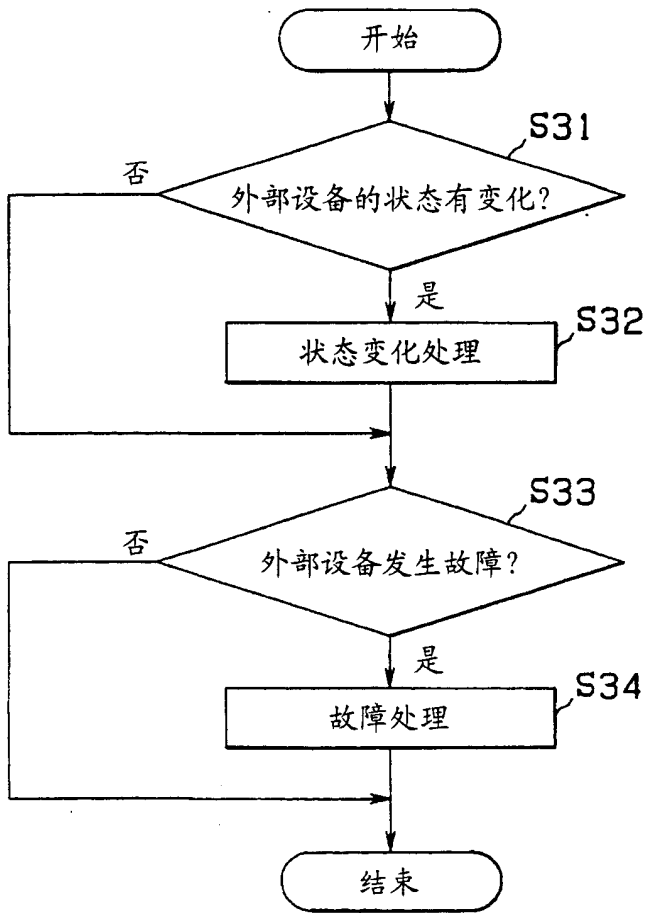 开始
S31
否
外部设备的状态有变化?
是
S32
状态变化处理
S33
否
外部设备发生故障?
是
S34
故障处理
结束